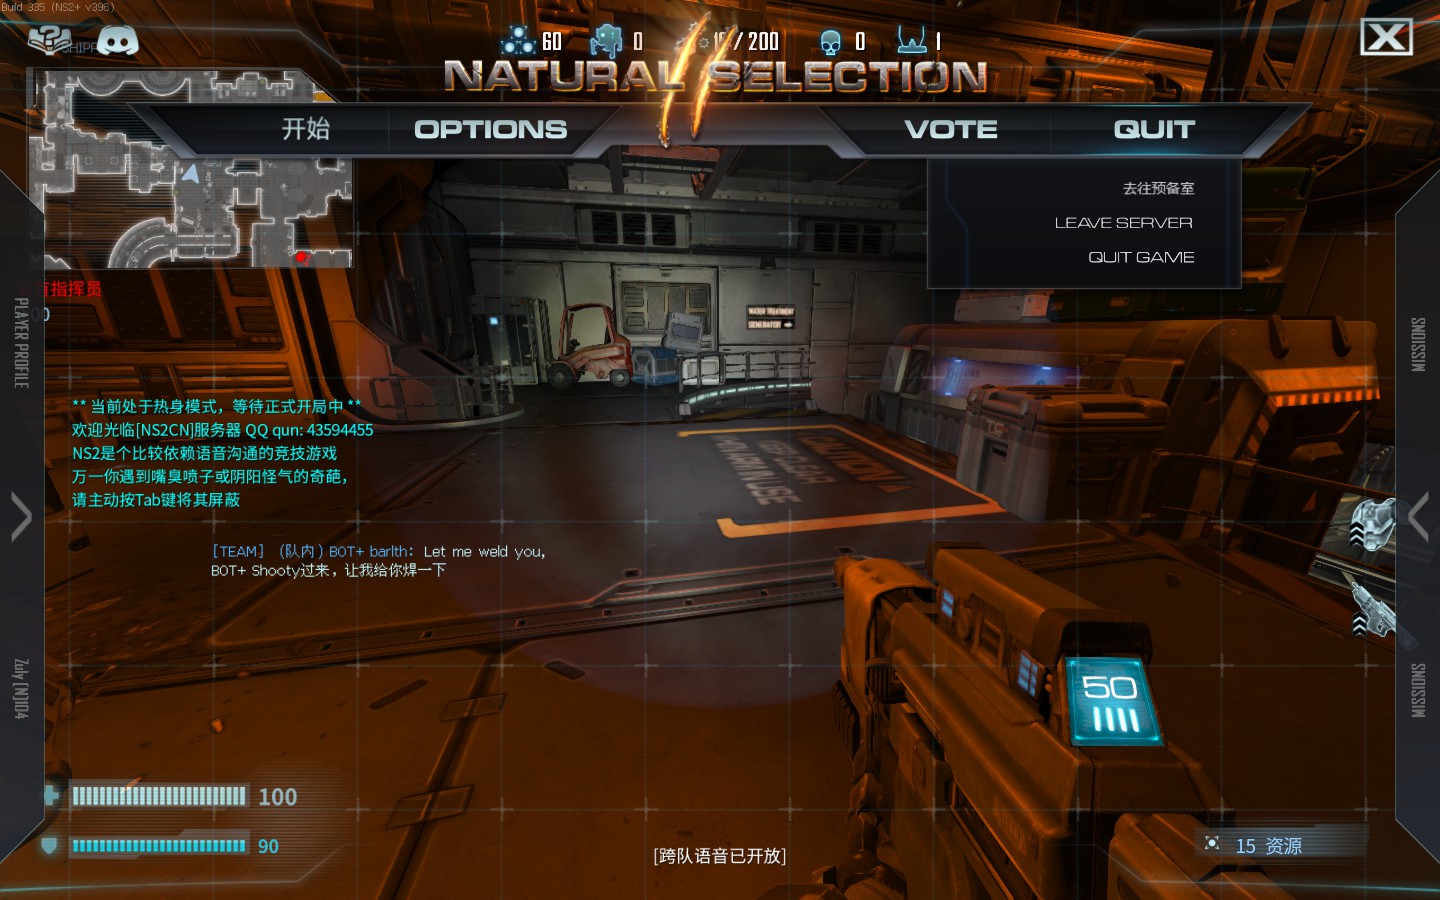 Build 335 (NS2+ v396)
60
0
/ 200
0
1
NATURAL SELECTION
开始
OPTIONS
VOTE
QUIT
去往预备室
LEAVE SERVER
QUIT GAME
有指挥员
PLAYER PROFILE
MISSIONS
WATER TREATMENT
GENERATOR
** 当前处于热身模式，等待正式开局中 **
欢迎光临[NS2CN]服务器 QQ qun: 43594455
NS2是个比较依赖语音沟通的竞技游戏
万一你遇到嘴臭喷子或阴阳怪气的奇葩，
请主动按Tab键将其屏蔽
[TEAM] （队内) BOT+ barlth: Let me weld you,
BOT+ Shooty过来，让我给你焊一下
50
MISSIONS
100
90
[跨队语音已开放]
15 资源